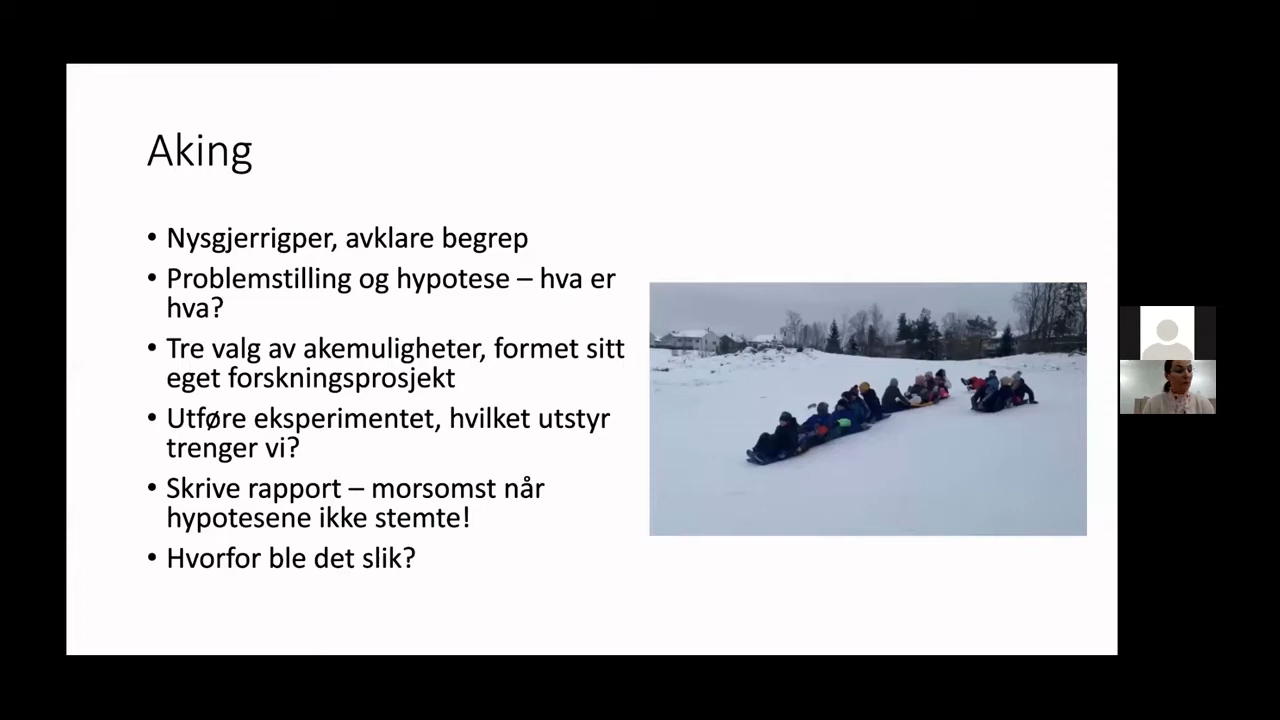 Aking
• Nysgjerrigper, avklare begrep
• Problemstilling og hypotese – hva er
hva?
• Tre valg av akemuligheter, formet sitt
eget forskningsprosjekt
• Utføre eksperimentet, hvilket utstyr
trenger vi?
• Skrive rapport – morsomst når
hypotesene ikke stemte!
• Hvorfor ble det slik?